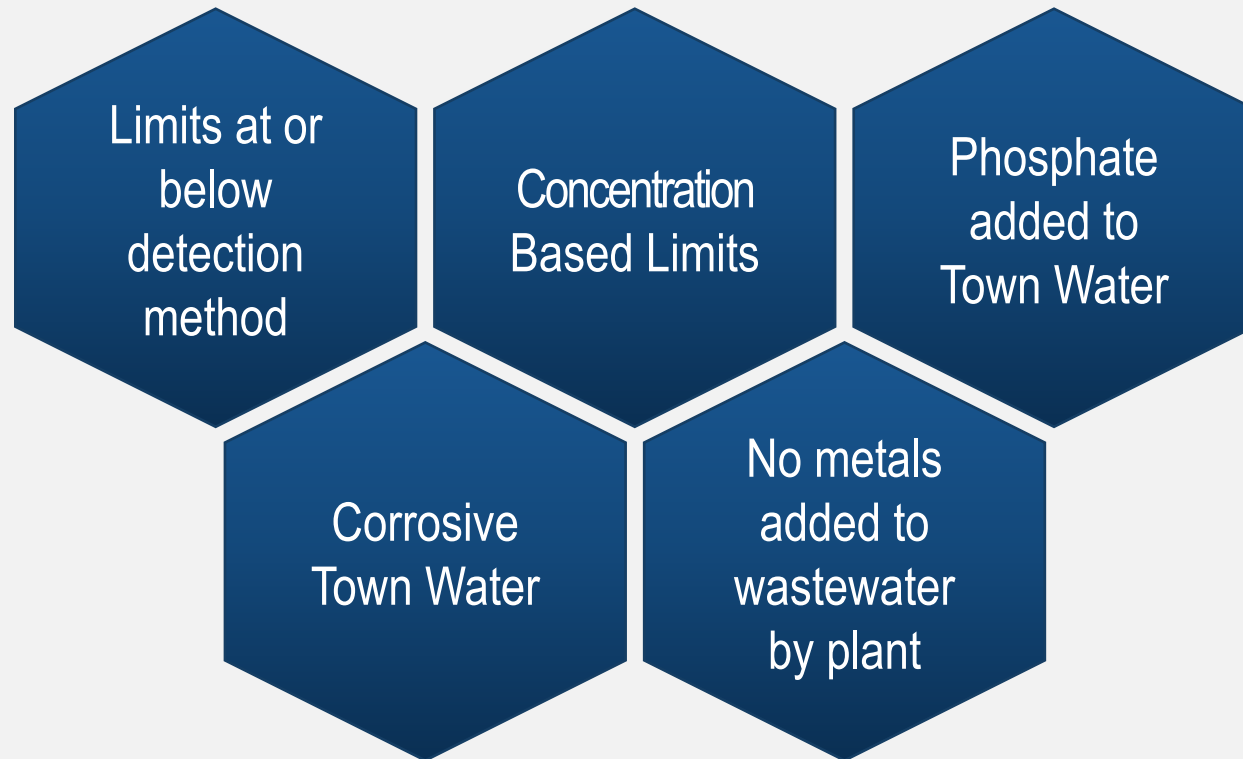 Limits at or
below
detection
method
Concentration
Based Limits
Phosphate
added to
Town Water
Corrosive
Town Water
No metals
added to
wastewater
by plant